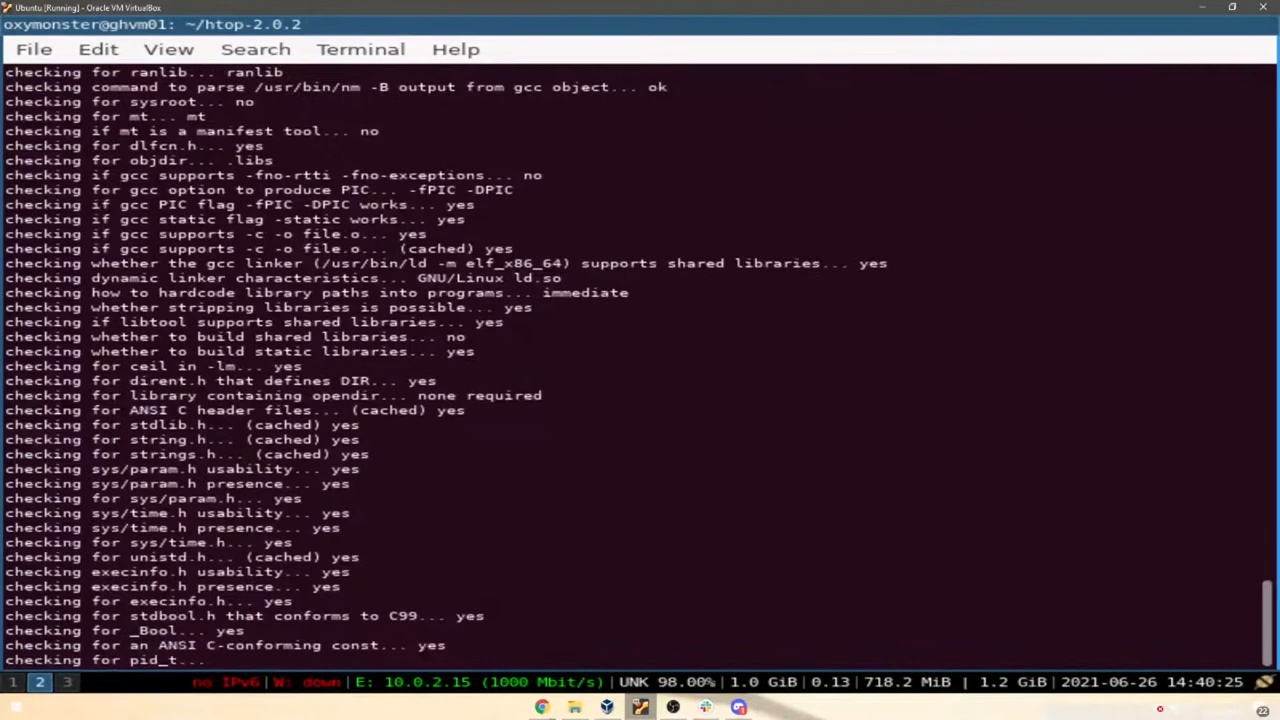 Ubuntu [Running] - Oracle VM VirtualBox
oxymonster@ghvm01: ~/htop-2.0.2
File Edit View Search Terminal Help
checking for ranlib... ranlib
checking command to parse /usr/bin/nm -B output from gcc object... ok
checking for sysroot... no
checking for mt... mt
checking if mt is a manifest tool... no
checking for dlfcn.h... yes
checking for objdir... .libs
checking if gcc supports -fno-rtti -fno-exceptions... no
checking for gcc option to produce PIC... -fPIC -DPIC
checking if gcc PIC flag -fPIC -DPIC works... yes
checking if gcc static flag -static works... yes
checking if gcc supports -c -o file.o... yes
checking if gcc supports -c -o file.o... (cached) yes
checking whether the gcc linker (/usr/bin/ld -m elf_x86_64) supports shared libraries... yes
checking dynamic linker characteristics... GNU/Linux ld.so
checking how to hardcode library paths into programs... immediate
checking whether stripping libraries is possible... yes
checking if libtool supports shared libraries... yes
checking whether to build shared libraries... no
checking whether to build static libraries... yes
checking for ceil in -lm... yes
checking for dirent.h that defines DIR... yes
checking for library containing opendir... none required
checking for ANSI C header files... (cached) yes
checking for stdlib.h... (cached) yes
checking for string.h... (cached) yes
checking for strings.h... (cached) yes
checking sys/param.h usability... yes
checking sys/param.h presence... yes
checking for sys/param.h... yes
checking sys/time.h usability... yes
checking sys/time.h presence... yes
checking for sys/time.h... yes
checking for unistd.h... (cached) yes
checking execinfo.h usability... yes
checking execinfo.h presence... yes
checking for execinfo.h... yes
checking for stdbool.h that conforms to C99... yes
checking for _Bool... yes
checking for an ANSI C-conforming const... yes
checking for pid_t...
1 2 3 no IPv6|W: down|E: 10.0.2.15 (1000 Mbit/s)|UNK 98.00%|1.0 GiB|0.13|718.2 MiB | 1.2 GiB|2021-06-26 14:40:25
22